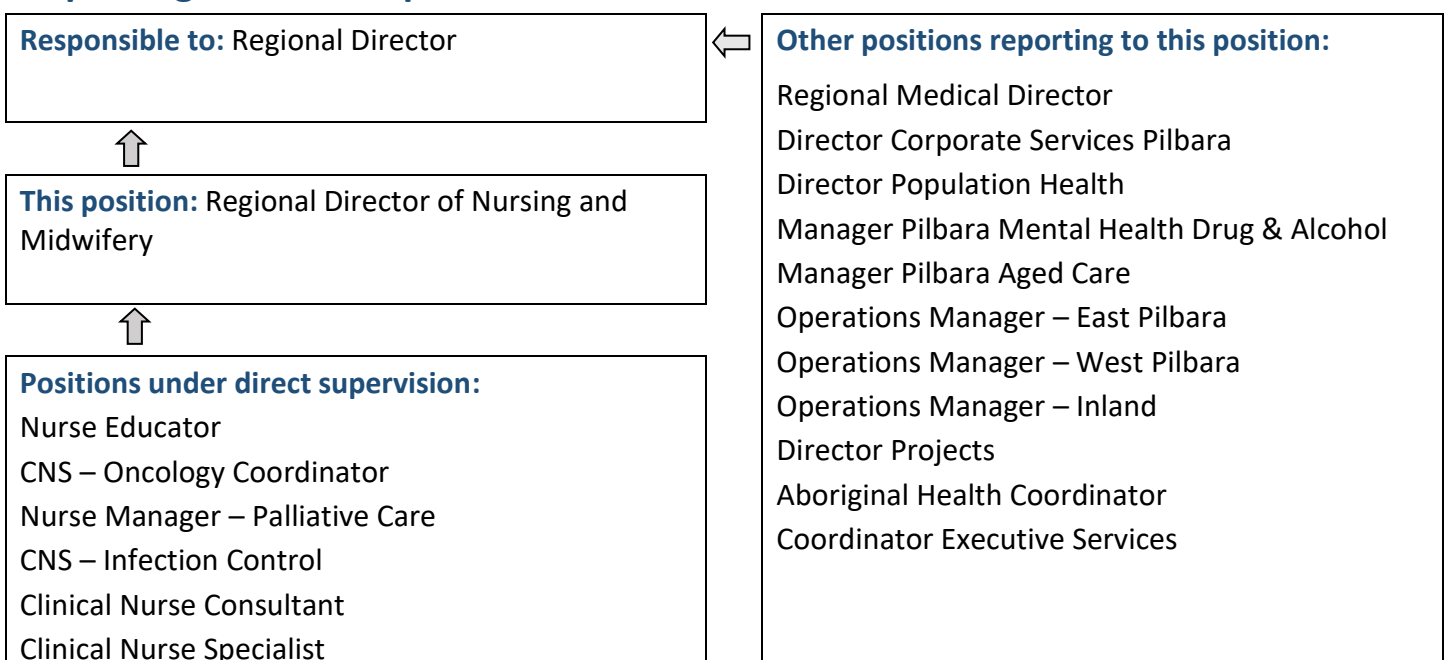 Responsible to: Regional Director
This position: Regional Director of Nursing and
Midwifery
Positions under direct supervision:
Nurse Educator
CNS – Oncology Coordinator
Nurse Manager – Palliative Care
CNS – Infection Control
Clinical Nurse Consultant
Clinical Nurse Specialist
Other positions reporting to this position:
Regional Medical Director
Director Corporate Services Pilbara
Director Population Health
Manager Pilbara Mental Health Drug & Alcohol
Manager Pilbara Aged Care
Operations Manager – East Pilbara
Operations Manager – West Pilbara
Operations Manager – Inland
Director Projects
Aboriginal Health Coordinator
Coordinator Executive Services